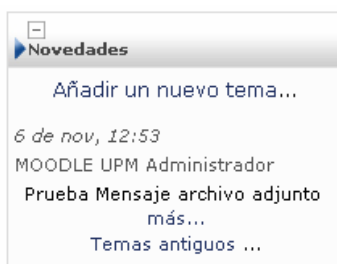 Novedades
Añadir un nuevo tema...
6 de nov, 12:53
MOODLE UPM Administrador
Prueba Mensaje archivo adjunto
más...
Temas antiguos ...